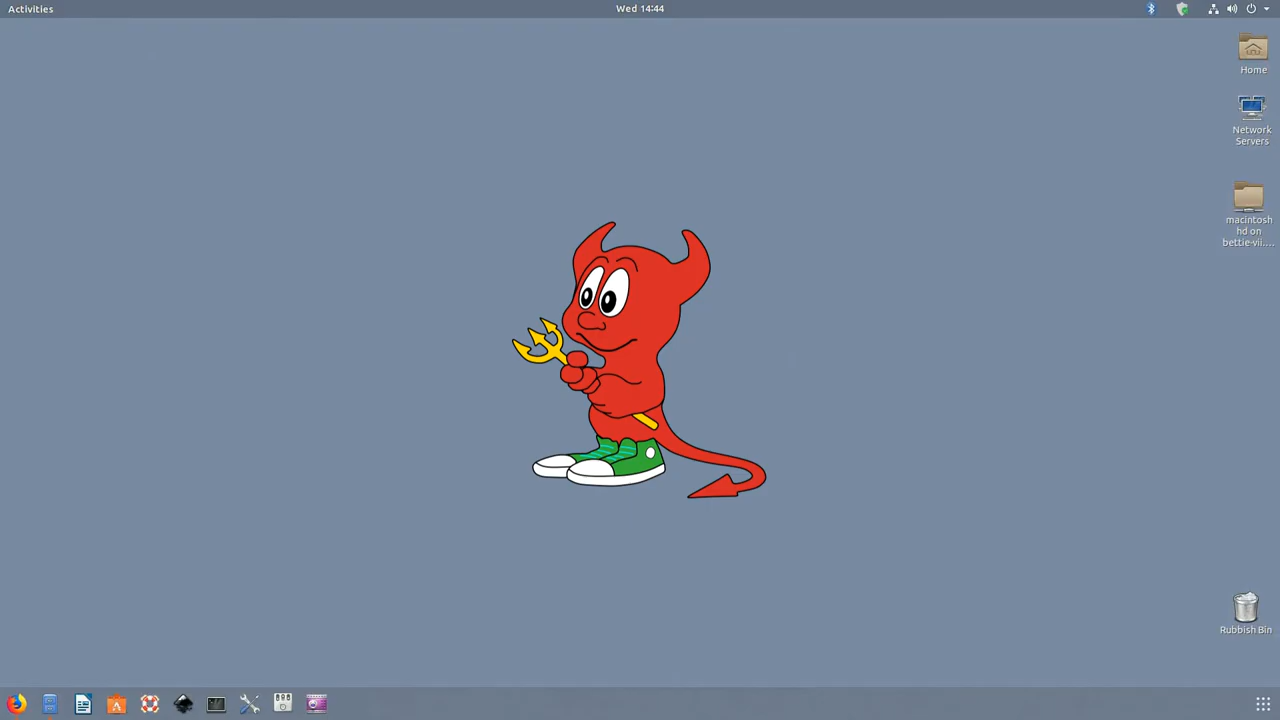 Activities
Wed 14:44
Home
Network
Servers
macintosh
hd on
bettie-vii....
Rubbish Bin